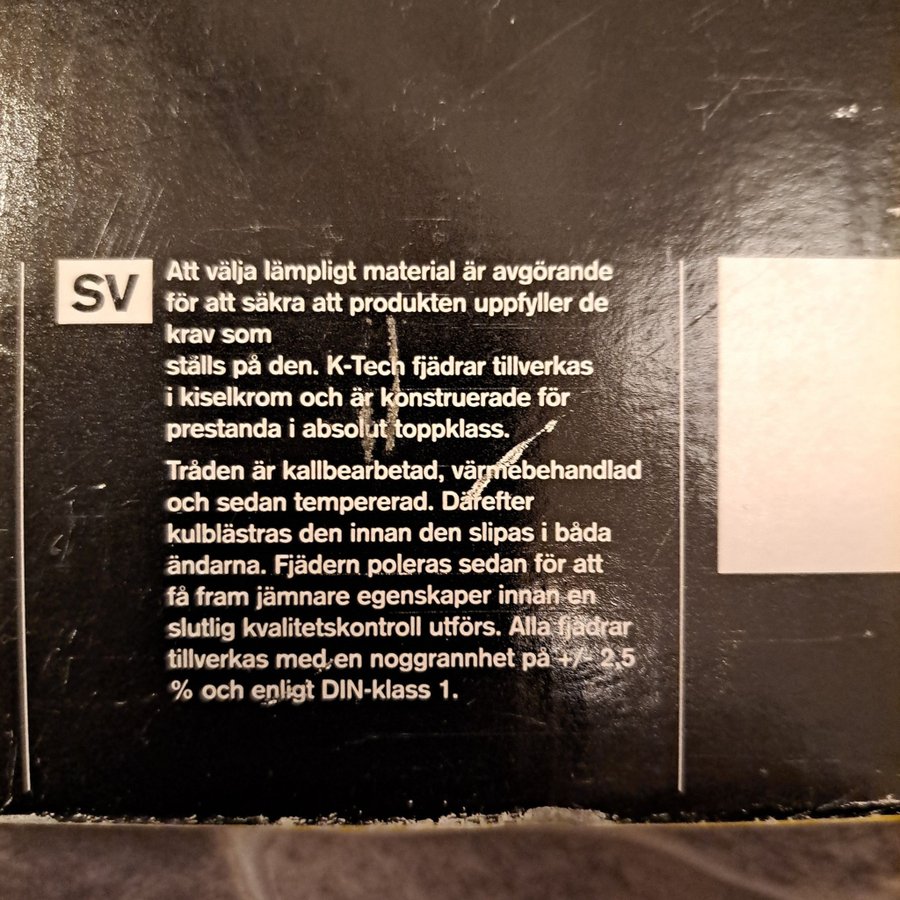 SV
Att välja lämpligt material är avgörande
för att säkra att produkten uppfyller de
krav som
ställs på den. K-Tech fjädrar tillverkas
i kiselkrom och är konstruerade för
prestanda i absolut toppklass.
Tråden är kallbearbetad, värmebehandlad
och sedan tempererad. Därefter
kulblästras den innan den slipas i båda
ändarna. Fjädern poleras sedan för att
få fram jämnare egenskaper innan en
slutlig kvalitetskontroll utförs. Alla fjädrar
tillverkas med en noggrannhet på +/- 2,5
% och enligt DIN-klass 1.